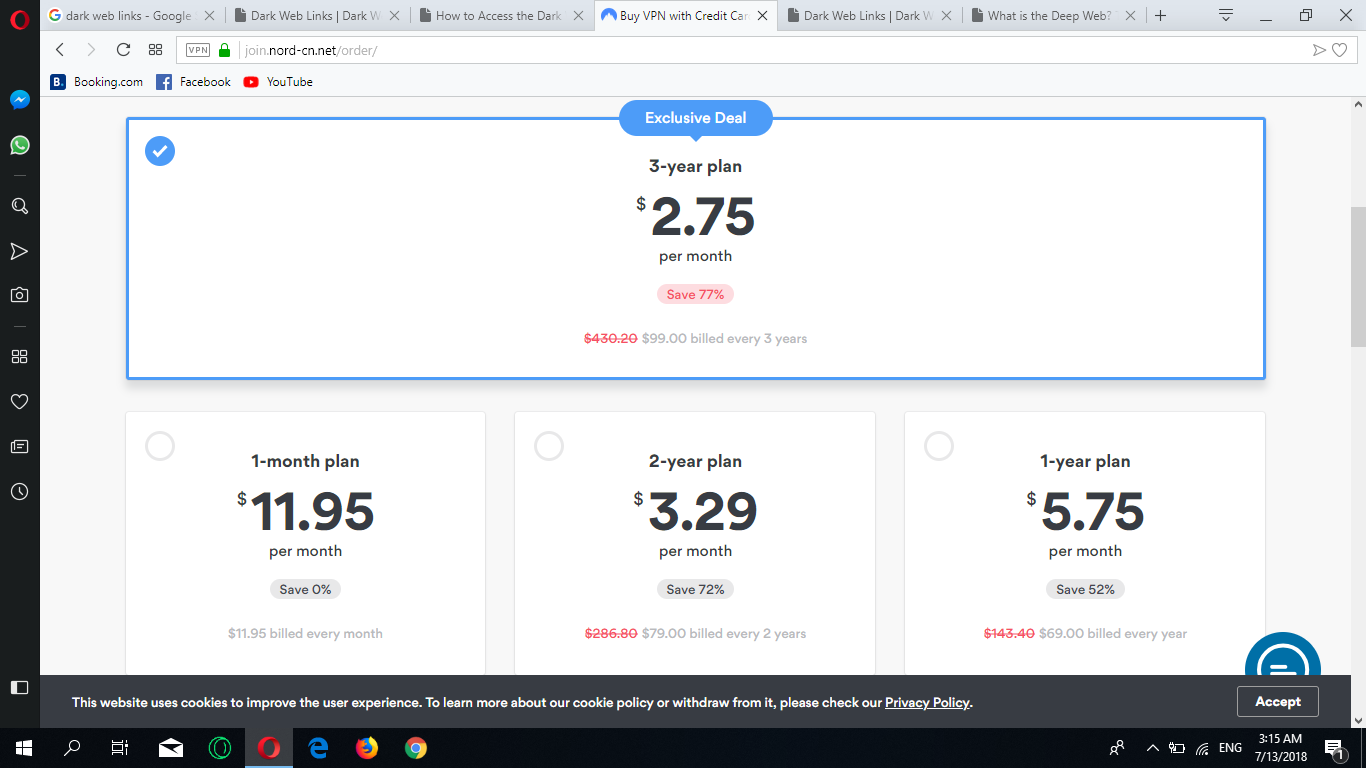 dark web links - Google
Dark Web Links | Dark W
How to Access the Dark
Buy VPN with Credit Car
Dark Web Links | Dark W
What is the Deep Web?
VPN
join.nord-cn.net/order/
B. Booking.com
Facebook
YouTube
Exclusive Deal
3-year plan
$ 2.75
per month
Save 77%
$430.20 $99.00 billed every 3 years
1-month plan
$ 11.95
per month
Save 0%
$11.95 billed every month
2-year plan
$ 3.29
per month
Save 72%
$286.80 $79.00 billed every 2 years
1-year plan
$ 5.75
per month
Save 52%
$143.40 $69.00 billed every year
This website uses cookies to improve the user experience. To learn more about our cookie policy or withdraw from it, please check our Privacy Policy.
Accept
ENG
3:15 AM
7/13/2018
1